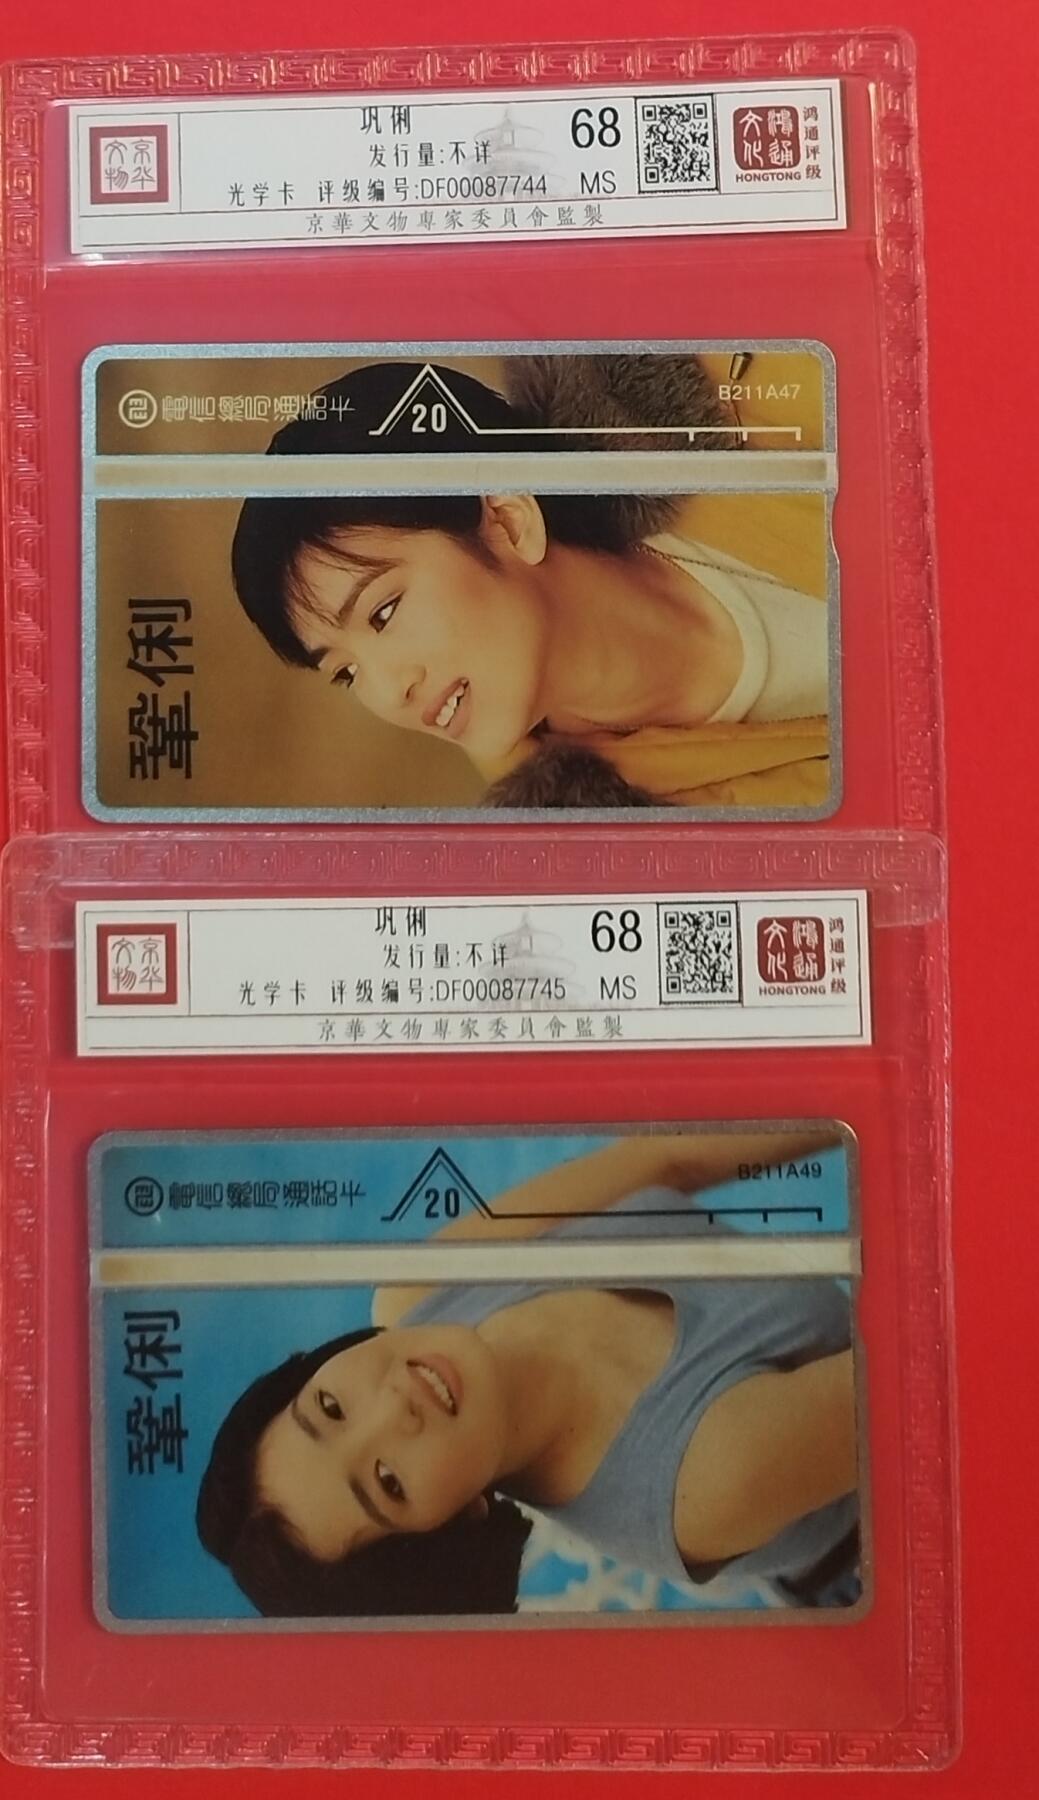 京华
文物
巩俐
发行量:不详
光学卡 评级编号:DF00087744
68
MS
鸿通
文化
HONGTONG
鸿通评级
京華文物專家委員會監製
電信總局通話卡
20
B211A47
鞏俐
京华
文物
巩俐
发行量:不详
光学卡 评级编号:DF00087745
68
MS
鸿通
文化
HONGTONG
鸿通评级
京華文物專家委員會監製
電信總局通話卡
20
B211A49
鞏俐